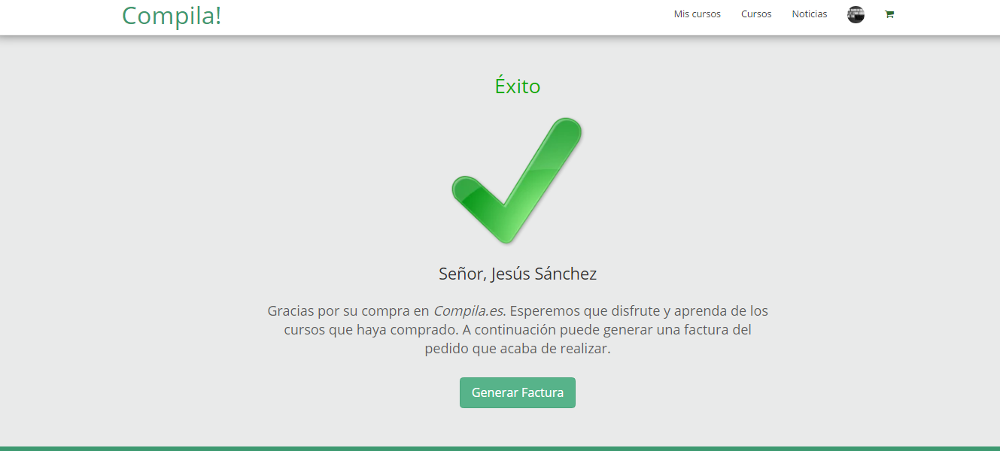 Compila!
Mis cursos Cursos Noticias
Éxito
Señor, Jesús Sánchez
Gracias por su compra en Compila.es. Esperemos que disfrute y aprenda de los
cursos que haya comprado. A continuación puede generar una factura del
pedido que acaba de realizar.
Generar Factura